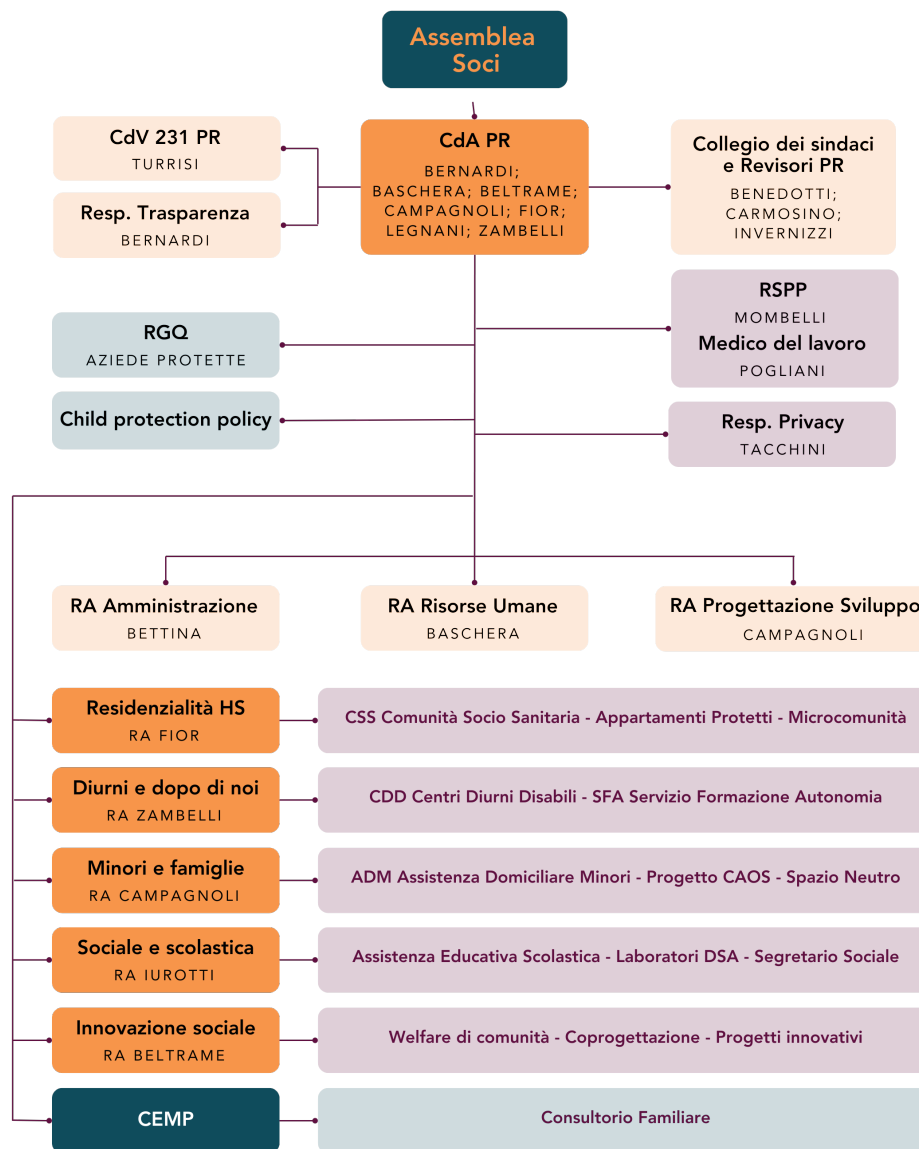 Assemblea
Soci
CdV 231 PR
TURRISI
CdA PR
BERNARDI;
BASCHERA; BELTRAME;
CAMPAGNOLI; FIOR;
LEGNANI; ZAMBELLI
Collegio dei sindaci
e Revisori PR
BENEDOTTI;
CARMOSINO;
INVERNIZZI
Resp. Trasparenza
BERNARDI
RSPP
MOMBELLI
Medico del lavoro
POGLIANI
RGQ
AZIEDE PROTETTE
Child protection policy
Resp. Privacy
TACCHINI
RA Amministrazione
BETTINA
RA Risorse Umane
BASCHERA
RA Progettazione Sviluppo
CAMPAGNOLI
Residenzialità HS
RA FIOR
CSS Comunità Socio Sanitaria - Appartamenti Protetti - Microcomunità
Diurni e dopo di noi
RA ZAMBELLI
CDD Centri Diurni Disabili - SFA Servizio Formazione Autonomia
Minori e famiglie
RA CAMPAGNOLI
ADM Assistenza Domiciliare Minori - Progetto CAOS - Spazio Neutro
Sociale e scolastica
RA IUROTTI
Assistenza Educativa Scolastica - Laboratori DSA - Segretario Sociale
Innovazione sociale
RA BELTRAME
Welfare di comunità - Coprogettazione - Progetti innovativi
CEMP
Consultorio Familiare